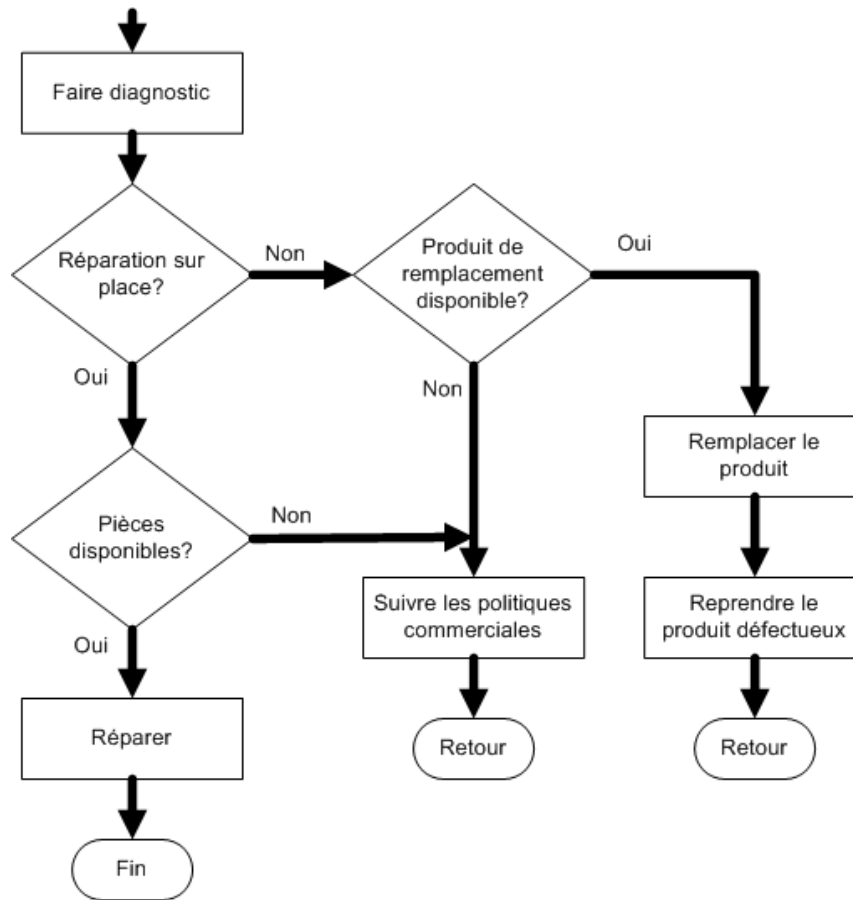 Faire diagnostic
Réparation sur
place?
Non
Produit de
remplacement
disponible?
Oui
Oui
Non
Remplacer le
produit
Pièces
disponibles?
Non
Suivre les politiques
commerciales
Reprendre le
produit défectueux
Oui
Réparer
Retour
Retour
Fin